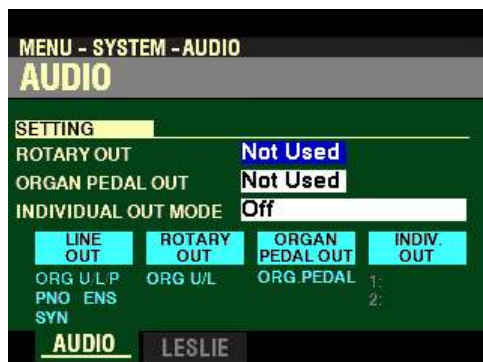 MENU - SYSTEM - AUDIO
AUDIO
SETTING
ROTARY OUT Not Used
ORGAN PEDAL OUT Not Used
INDIVIDUAL OUT MODE Off
LINE OUT ROTARY OUT ORGAN PEDAL OUT INDIV. OUT
ORG U/L/P ORG U/L ORG.PEDAL 1:
PNO ENS 2:
SYN
AUDIO LESLIE